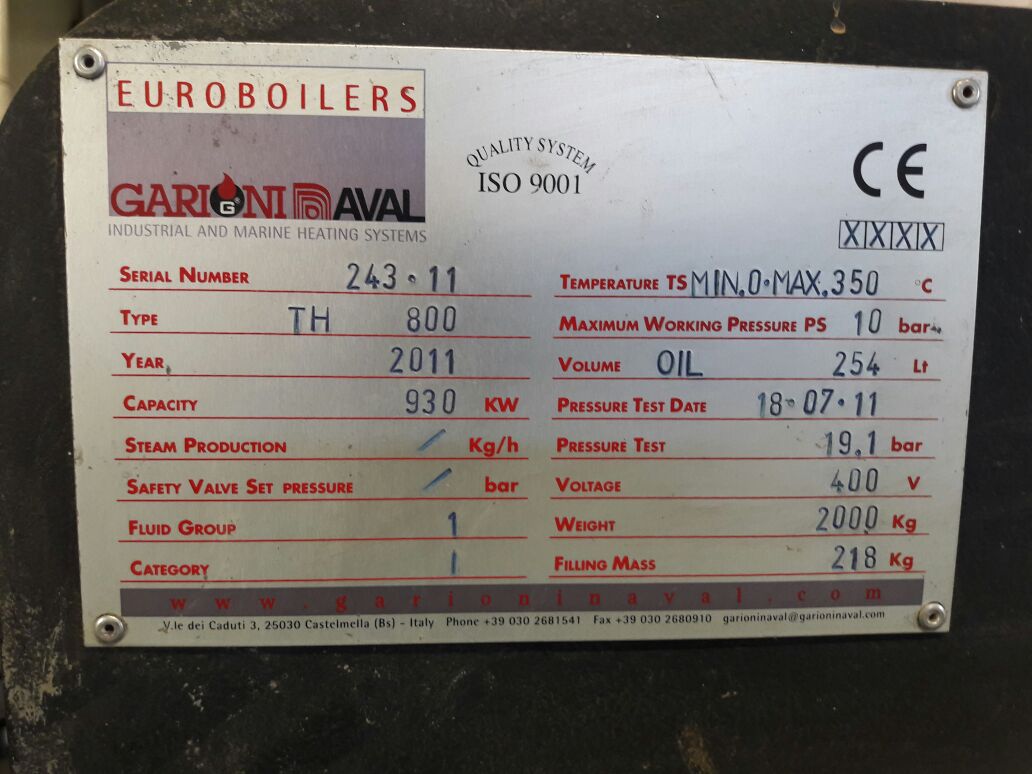 EUROBOILERS
GARIONI NAVAL
INDUSTRIAL AND MARINE HEATING SYSTEMS
QUALITY SYSTEM
ISO 9001
CE
XXXX
SERIAL NUMBER 243·11
TYPE TH 800
YEAR 2011
CAPACITY 930 KW
STEAM PRODUCTION / Kg/h
SAFETY VALVE SET PRESSURE / bar
FLUID GROUP 1
CATEGORY I
TEMPERATURE TS MIN.0·MAX.350 °C
MAXIMUM WORKING PRESSURE PS 10 bar
VOLUME OIL 254 Lt
PRESSURE TEST DATE 18·07·11
PRESSURE TEST 19.1 bar
VOLTAGE 400 V
WEIGHT 2000 Kg
FILLING MASS 218 Kg
www.garioninaval.com
V.le dei Caduti 3, 25030 Castelmella (Bs) - Italy Phone +39 030 2681541 Fax +39 030 2680910 garioninaval@garioninaval.com